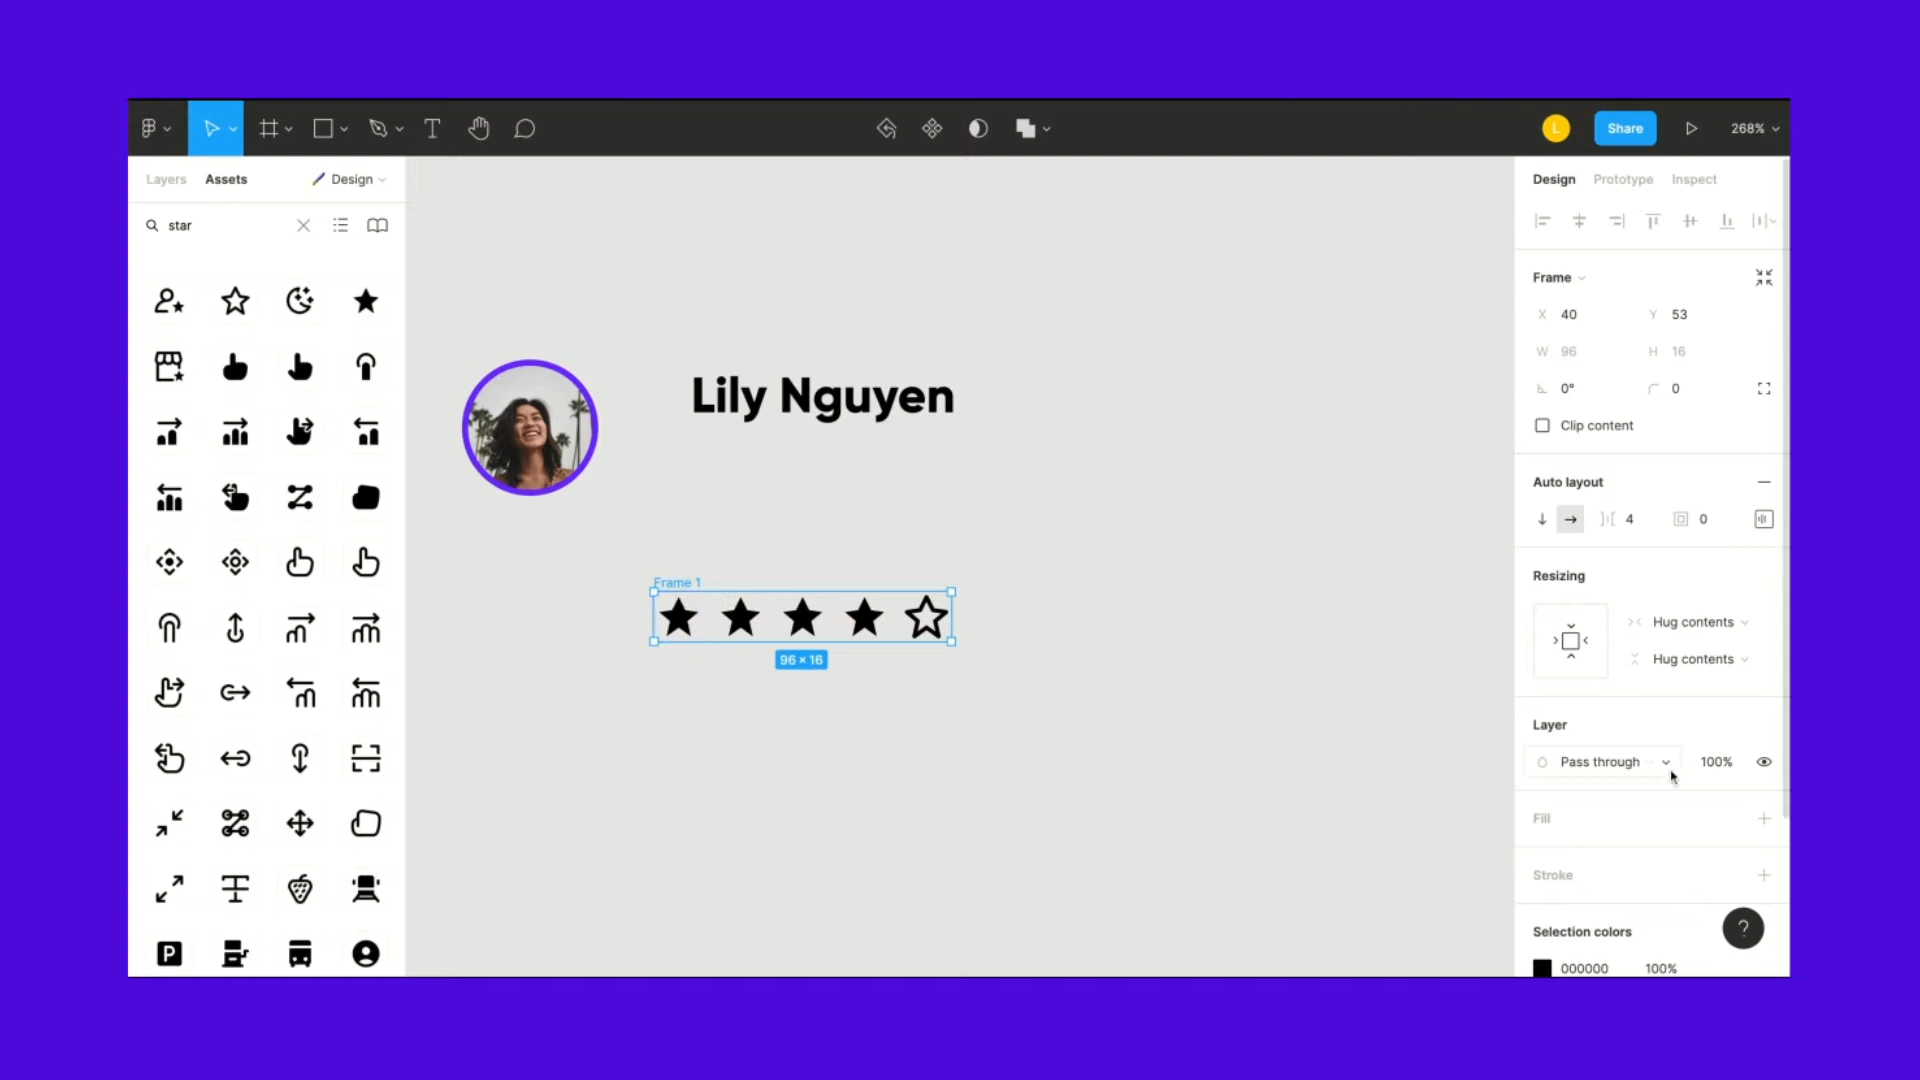 L
Share
268%
Layers
Assets
Design
star
P
Lily Nguyen
Frame 1
96 × 16
Design
Prototype
Inspect
Frame
X 40
Y 53
W 96
H 16
0°
0
Clip content
Auto layout
4
0
Resizing
Hug contents
Hug contents
Layer
Pass through
100%
Fill
Stroke
Selection colors
?
000000
100%